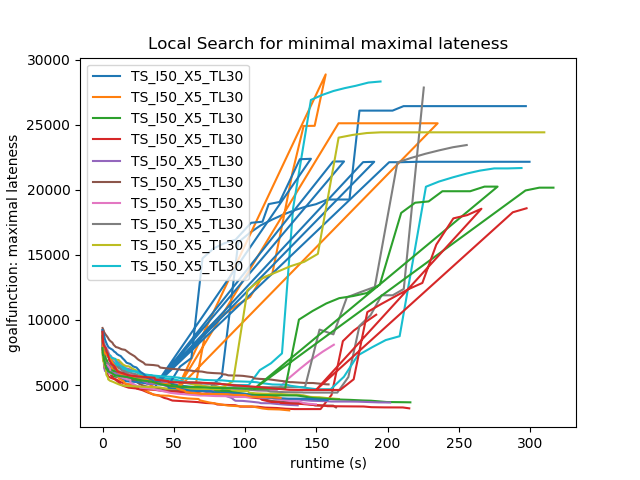 Local Search for minimal maximal lateness
goalfunction: maximal lateness
30000
25000
20000
15000
10000
5000
TS_I50_X5_TL30
TS_I50_X5_TL30
TS_I50_X5_TL30
TS_I50_X5_TL30
TS_I50_X5_TL30
TS_I50_X5_TL30
TS_I50_X5_TL30
TS_I50_X5_TL30
TS_I50_X5_TL30
TS_I50_X5_TL30
0 50 100 150 200 250 300
runtime (s)